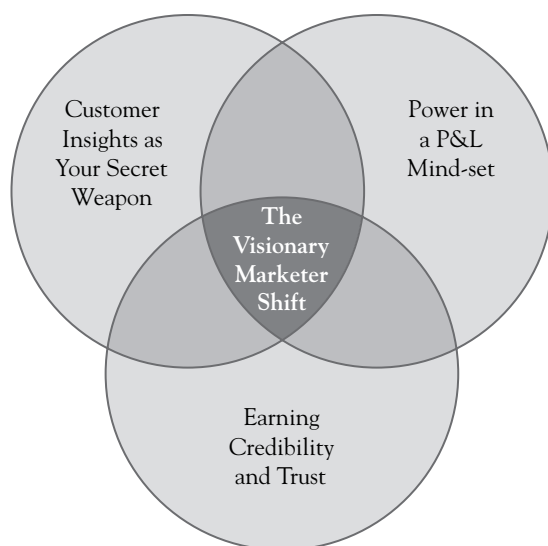 Customer
Insights as
Your Secret
Weapon
Power in
a P&L
Mind-set
The
Visionary
Marketer
Shift
Earning
Credibility
and Trust